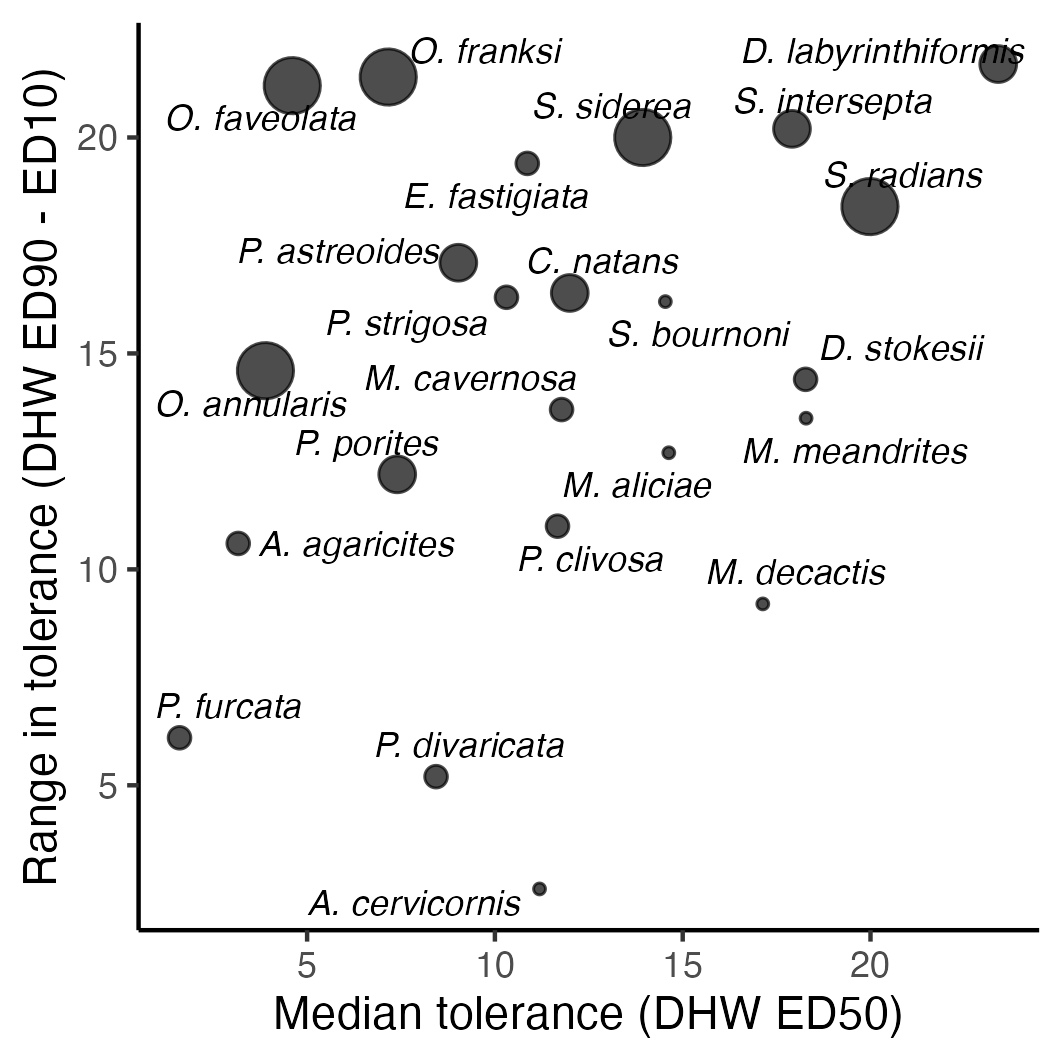 Range in tolerance (DHW ED90 - ED10)
O. franksi
D. labyrinthiformis
O. faveolata
S. siderea
S. intersepta
20
S. radians
E. fastigiata
P. astreoides
C. natans
P. strigosa
S. bournoni
D. stokesii
15
M. cavernosa
O. annularis
P. porites
M. meandrites
M. aliciae
A. agaricites
P. clivosa
10
M. decactis
P. furcata
P. divaricata
5
A. cervicornis
5 10 15 20
Median tolerance (DHW ED50)